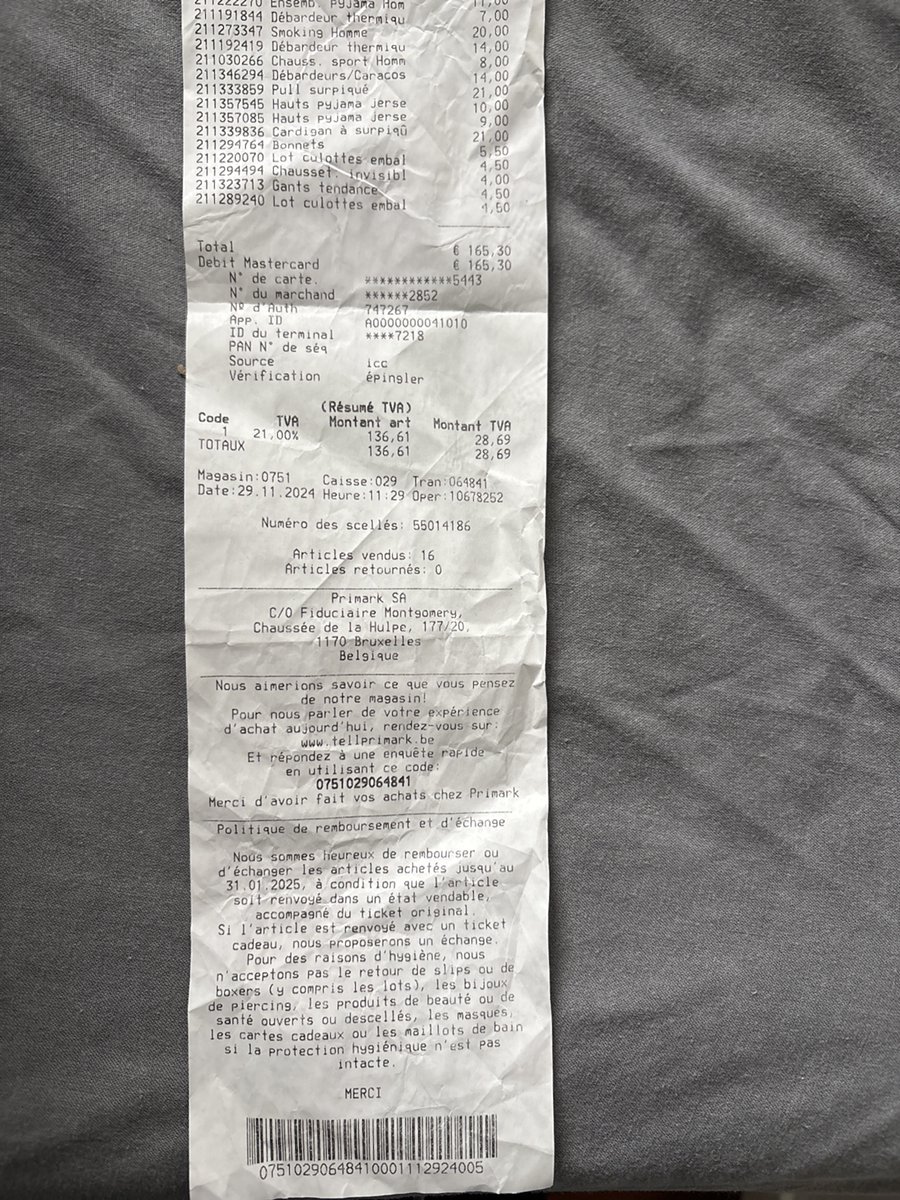 211222270 Ensemb. pyjama Hom 11,00
211191844 Débardeur thermiqu 7,00
211273347 Smoking Homme 20,00
211192419 Débardeur thermiqu 14,00
211030266 Chauss. sport Homm 8,00
211346294 Débardeurs/Caracos 14,00
211333859 Pull surpiqué 21,00
211357545 Hauts pyjama jerse 10,00
211357085 Hauts pyjama jerse 9,00
211339836 Cardigan à surpiqû 21,00
211294764 Bonnets 5,50
211220070 Lot culottes embal 4,50
211294494 Chausset. invisibl 4,00
211323713 Gants tendance 4,50
211289240 Lot culottes embal 4,50
Total € 165,30
Debit Mastercard € 165,30
N° de carte. ***********5443
N° du marchand ******2852
Nº d'Auth 747267
App. ID A0000000041010
ID du terminal ****7218
PAN N° de séq
Source icc
Vérification épingler
(Résumé TVA)
Code TVA Montant art Montant TVA
1 21,00% 136,61 28,69
TOTAUX 136,61 28,69
Magasin:0751 Caisse:029 Tran:064841
Date:29.11.2024 Heure:11:29 Oper:10678252
Numéro des scellés: 55014186
Articles vendus: 16
Articles retournés: 0
Primark SA
C/O Fiduciaire Montgomery,
Chaussée de la Hulpe, 177/20,
1170 Bruxelles
Belgique
Nous aimerions savoir ce que vous pensez
de notre magasin!
Pour nous parler de votre expérience
d'achat aujourd'hui, rendez-vous sur:
www.tellprimark.be
Et répondez à une enquête rapide
en utilisant ce code:
0751029064841
Merci d'avoir fait vos achats chez Primark
Politique de remboursement et d'échange
Nous sommes heureux de rembourser ou
d'échanger les articles achetés jusqu'au
31.01.2025, à condition que l'article
soit renvoyé dans un état vendable,
accompagné du ticket original.
Si l'article est renvoyé avec un ticket
cadeau, nous proposerons un échange.
Pour des raisons d'hygiène, nous
n'acceptons pas le retour de slips ou de
boxers (y compris les lots), les bijoux
de piercing, les produits de beauté ou de
santé ouverts ou descellés, les masques,
les cartes cadeaux ou les maillots de bain
si la protection hygiénique n'est pas
intacte.
MERCI
07510290648410001112924005